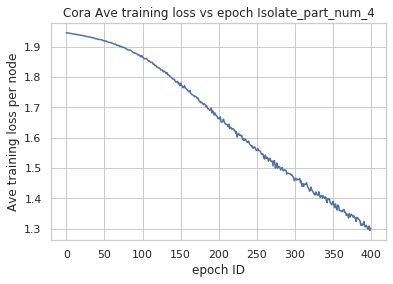 Cora Ave training loss vs epoch Isolate_part_num_4
Ave training loss per node
1.9
1.8
1.7
1.6
1.5
1.4
1.3
0 50 100 150 200 250 300 350 400
epoch ID